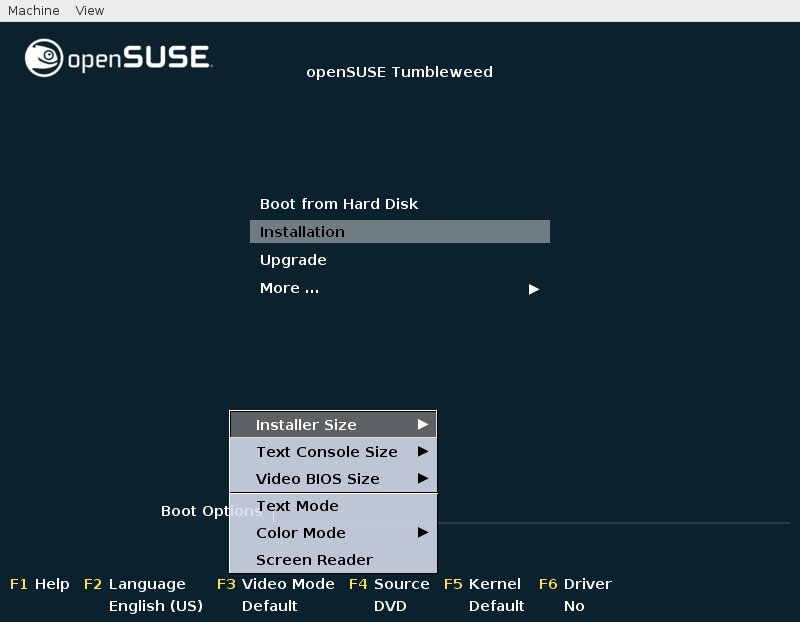 Machine View
openSUSE
openSUSE Tumbleweed
Boot from Hard Disk
Installation
Upgrade
More ...
Installer Size
Text Console Size
Video BIOS Size
Boot Options
Text Mode
Color Mode
Screen Reader
F1 Help F2 Language F3 Video Mode F4 Source F5 Kernel F6 Driver
English (US) Default DVD Default No